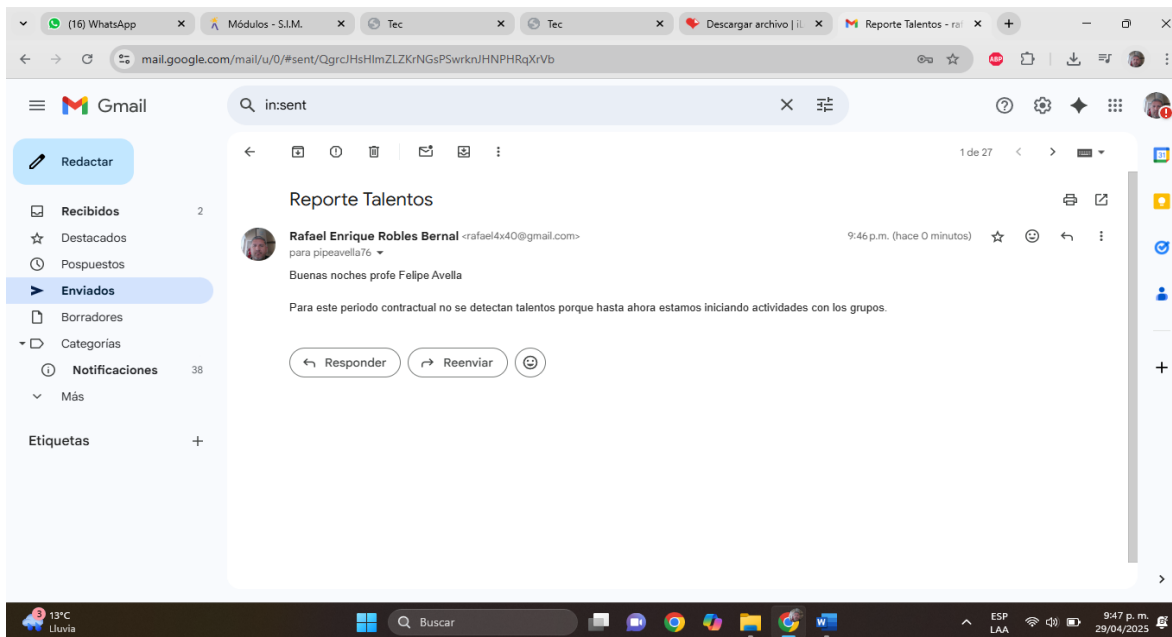 (16) WhatsApp
Módulos - S.I.M.
Tec
Tec
Descargar archivo | iL
Reporte Talentos - raf
mail.google.com/mail/u/0/#sent/QgrcJHsHlmZLZKrNGsPSwrknJHNPHRqXrVb
ABP
Gmail
in:sent
Redactar
1 de 27
31
Recibidos 2
Destacados
Pospuestos
Enviados
Borradores
Categorías
Notificaciones 38
Más
Etiquetas
Reporte Talentos
Rafael Enrique Robles Bernal <rafael4x40@gmail.com>
9:46 p.m. (hace 0 minutos)
para pipeavella76
Buenas noches profe Felipe Avella
Para este periodo contractual no se detectan talentos porque hasta ahora estamos iniciando actividades con los grupos.
Responder
Reenviar
3
13°C
Lluvia
Buscar
ESP
LAA
9:47 p. m.
29/04/2025